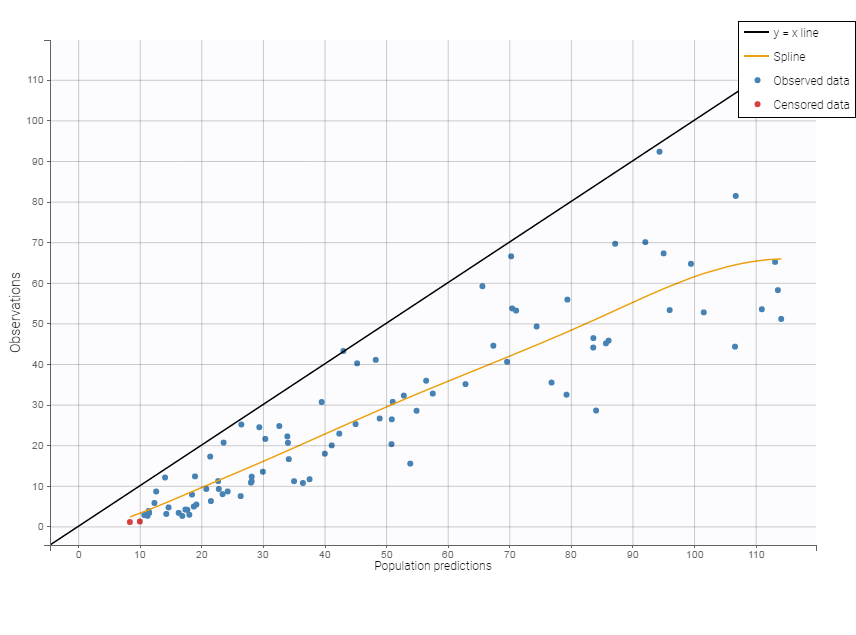 y = x line
Spline
Observed data
Censored data
110
100
90
80
70
60
50
40
30
20
10
0
Observations
0 10 20 30 40 50 60 70 80 90 100 110
Population predictions